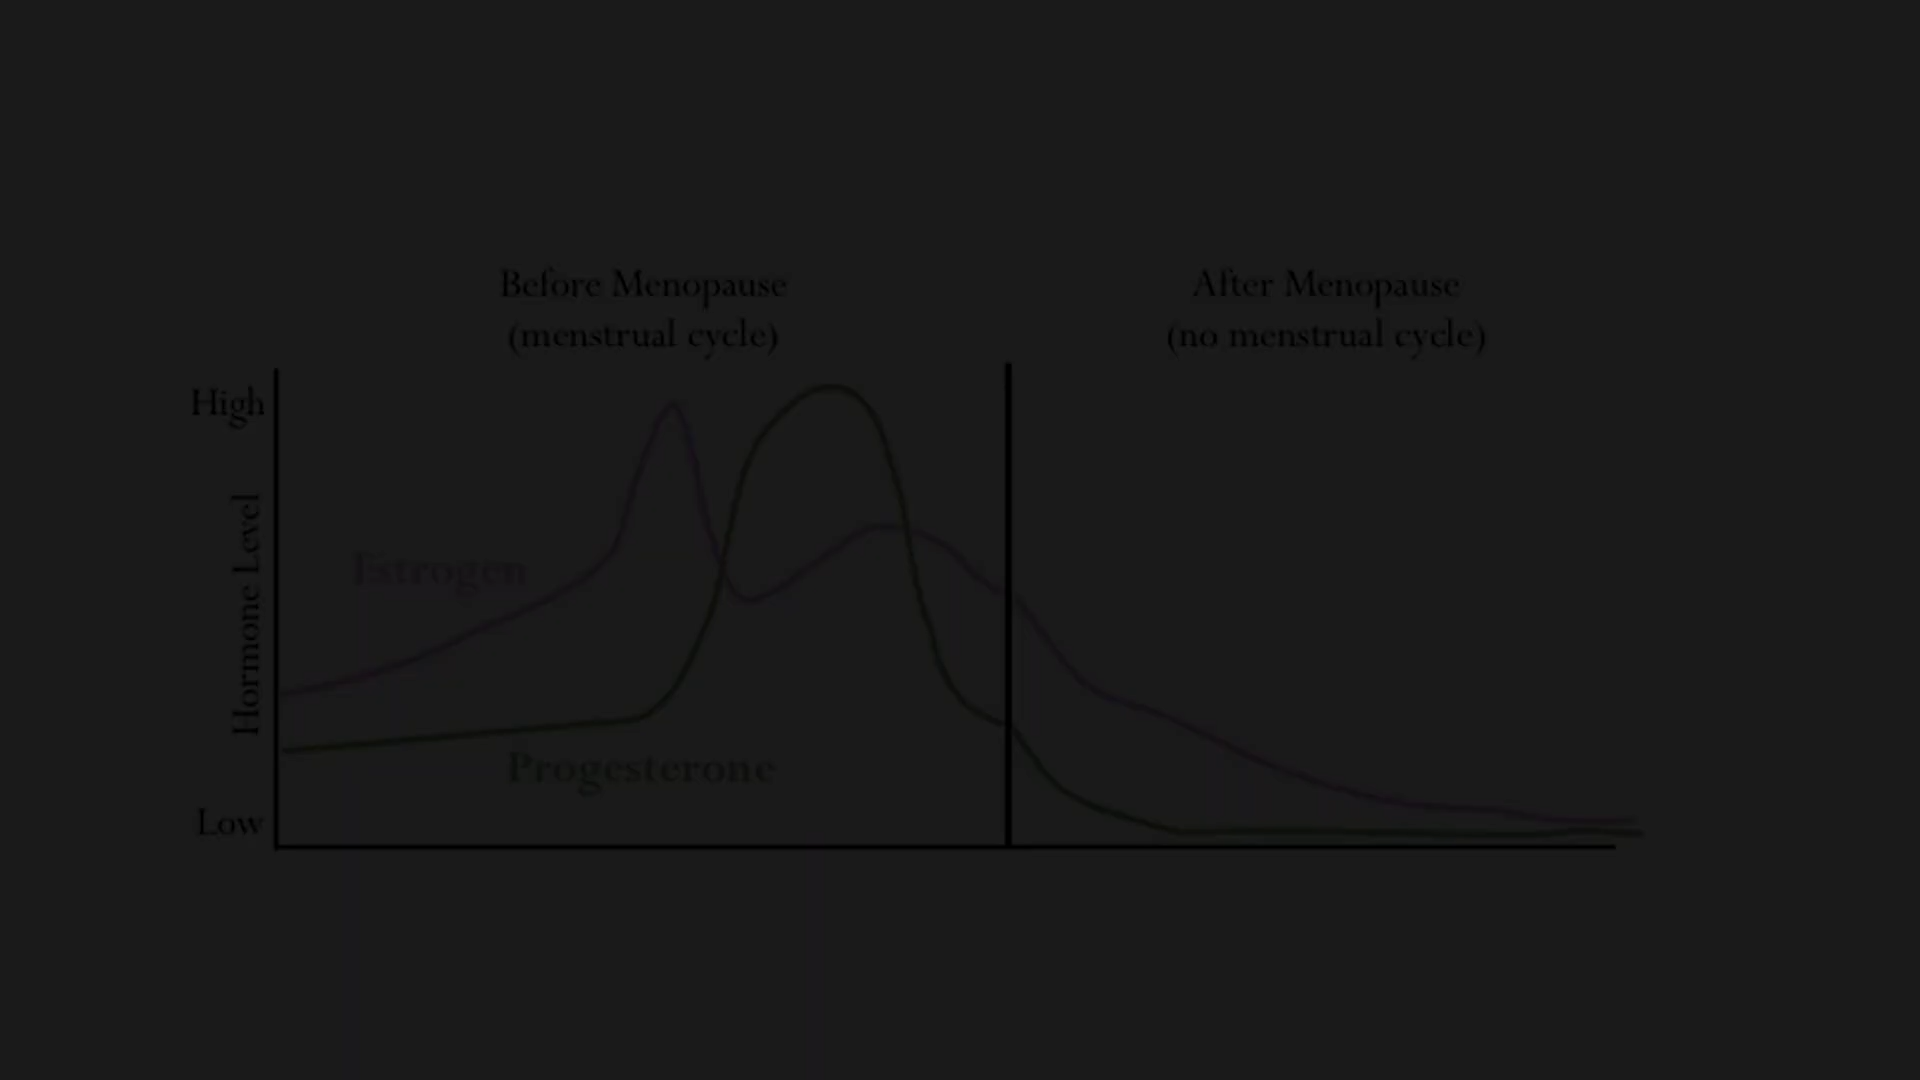 Before Menopause
(menstrual cycle)
After Menopause
(no menstrual cycle)
High
Hormone Level
Estrogen
Progesterone
Low